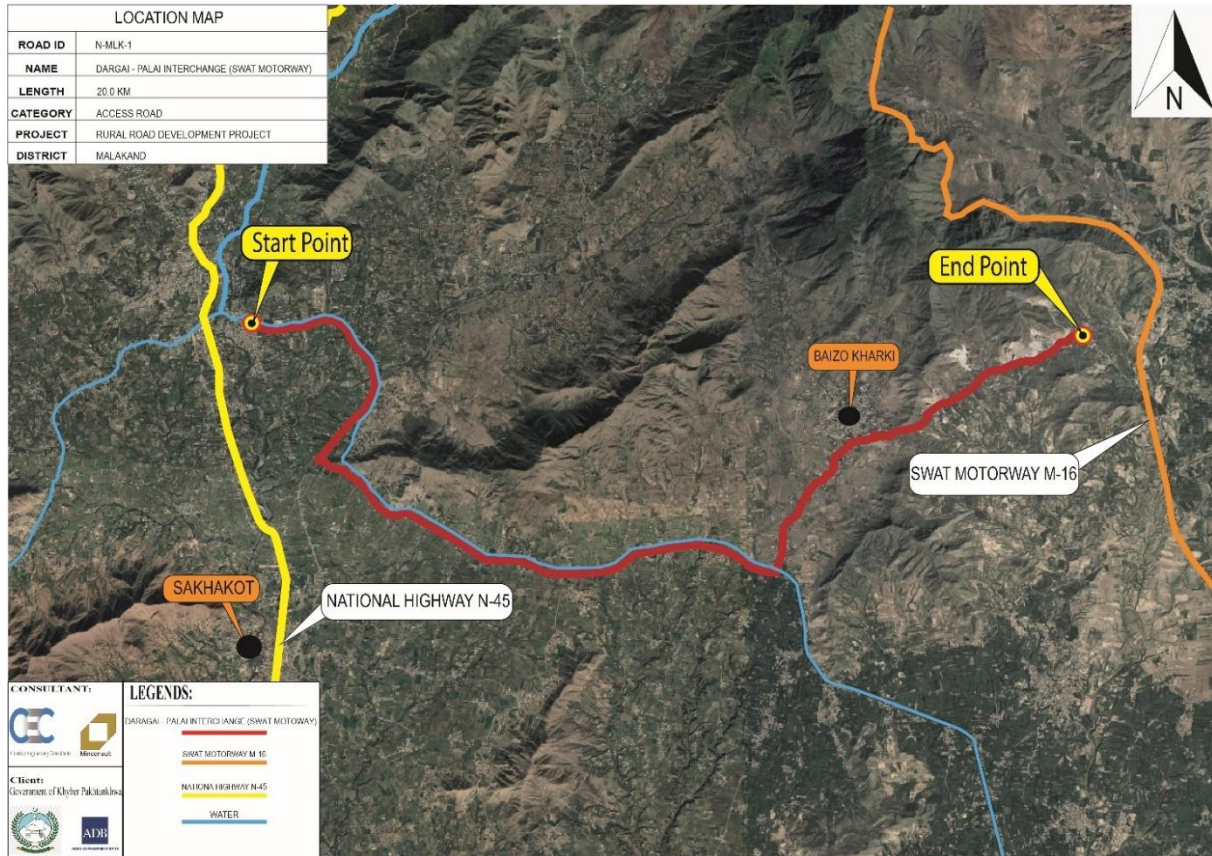 LOCATION MAP
ROAD ID N-MLK-1
NAME DARGAI - PALAI INTERCHANGE (SWAT MOTORWAY)
LENGTH 20.0 KM
CATEGORY ACCESS ROAD
PROJECT RURAL ROAD DEVELOPMENT PROJECT
DISTRICT MALAKAND
N
Start Point
End Point
BAIZO KHARKI
SWAT MOTORWAY M-16
SAKHAKOT
NATIONAL HIGHWAY N-45
CONSULTANT:
CEC
Minconsult
Client:
Government of Khyber Pakhtunkhwa
ADB
LEGENDS:
DARAGAI - PALAI INTERCHANGE (SWAT MOTOWAY)
SWAT MOTORWAY M-16
NATIONA HIGHWAY N-45
WATER